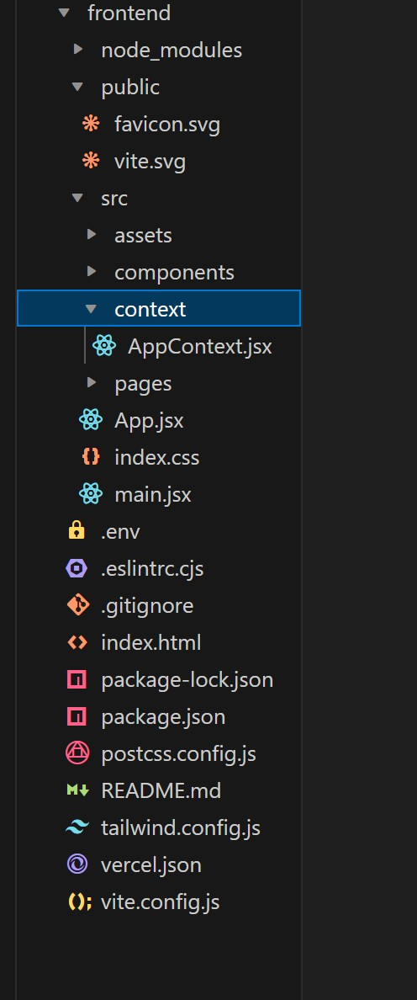 frontend
node_modules
public
favicon.svg
vite.svg
src
assets
components
context
AppContext.jsx
pages
App.jsx
index.css
main.jsx
.env
.eslintrc.cjs
.gitignore
index.html
package-lock.json
package.json
postcss.config.js
README.md
tailwind.config.js
vercel.json
vite.config.js